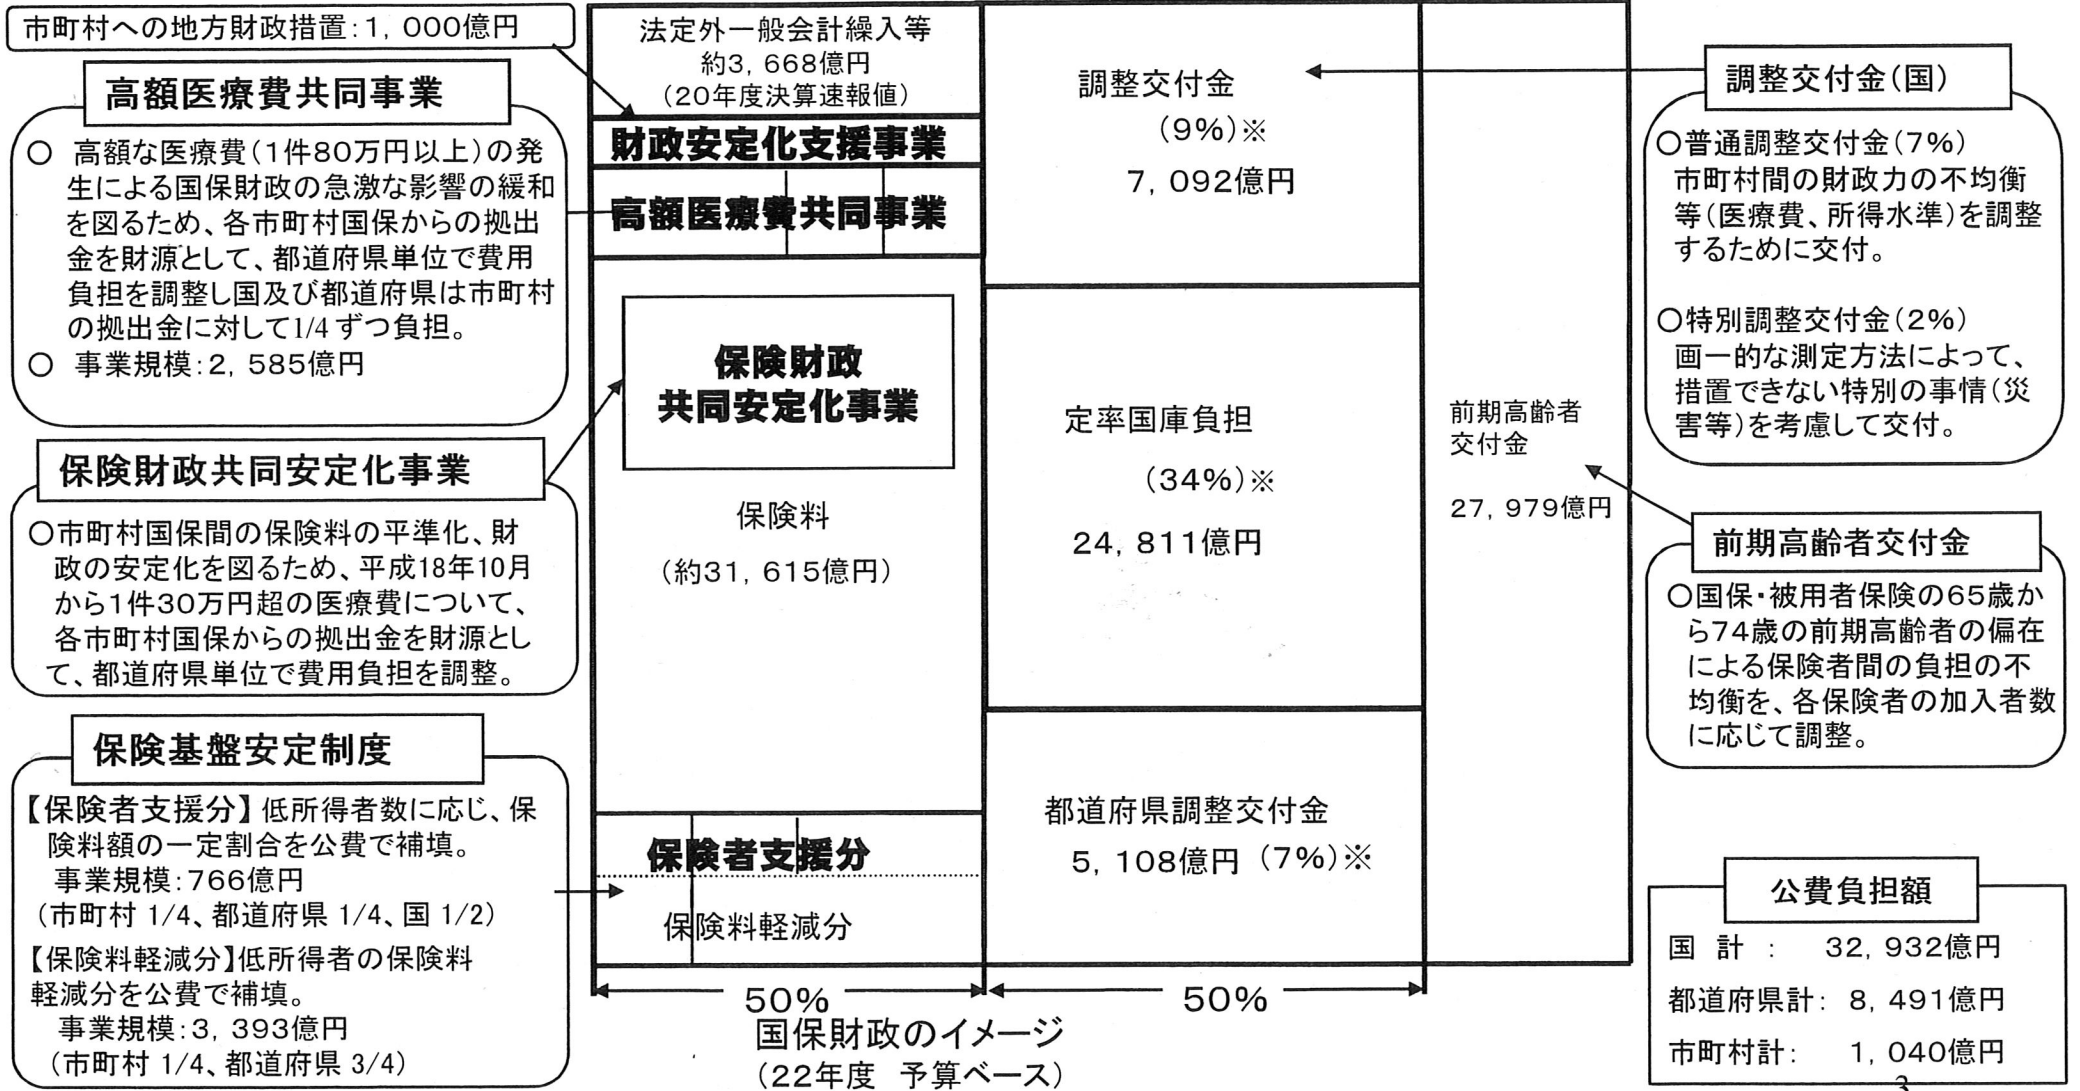 市町村への地方財政措置:1,000億円
高額医療費共同事業
○ 高額な医療費(1件80万円以上)の発
生による国保財政の急激な影響の緩和
を図るため、各市町村国保からの拠出
金を財源として、都道府県単位で費用
負担を調整し国及び都道府県は市町村
の拠出金に対して1/4ずつ負担。
○ 事業規模:2,585億円
保険財政共同安定化事業
○市町村国保間の保険料の平準化、財
政の安定化を図るため、平成18年10月
から1件30万円超の医療費について、
各市町村国保からの拠出金を財源とし
て、都道府県単位で費用負担を調整。
保険基盤安定制度
【保険者支援分】低所得者数に応じ、保
険料額の一定割合を公費で補填。
事業規模:766億円
(市町村 1/4、都道府県 1/4、国 1/2)
【保険料軽減分】低所得者の保険料
軽減分を公費で補填。
事業規模:3,393億円
(市町村 1/4、都道府県 3/4)
法定外一般会計繰入等
約3,668億円
(20年度決算速報値)
財政安定化支援事業
高額医療費共同事業
保険財政
共同安定化事業
保険料
(約31,615億円)
保険者支援分
保険料軽減分
調整交付金
(9%)※
7,092億円
定率国庫負担
(34%)※
24,811億円
都道府県調整交付金
5,108億円 (7%)※
前期高齢者
交付金
27,979億円
50%
50%
国保財政のイメージ
(22年度 予算ベース)
調整交付金(国)
○普通調整交付金(7%)
市町村間の財政力の不均衡
等(医療費、所得水準)を調整
するために交付。
○特別調整交付金(2%)
画一的な測定方法によって、
措置できない特別の事情(災
害等)を考慮して交付。
前期高齢者交付金
○国保・被用者保険の65歳か
ら74歳の前期高齢者の偏在
による保険者間の負担の不
均衡を、各保険者の加入者数
に応じて調整。
公費負担額
国 計 : 32,932億円
都道府県計: 8,491億円
市町村計: 1,040億円
3